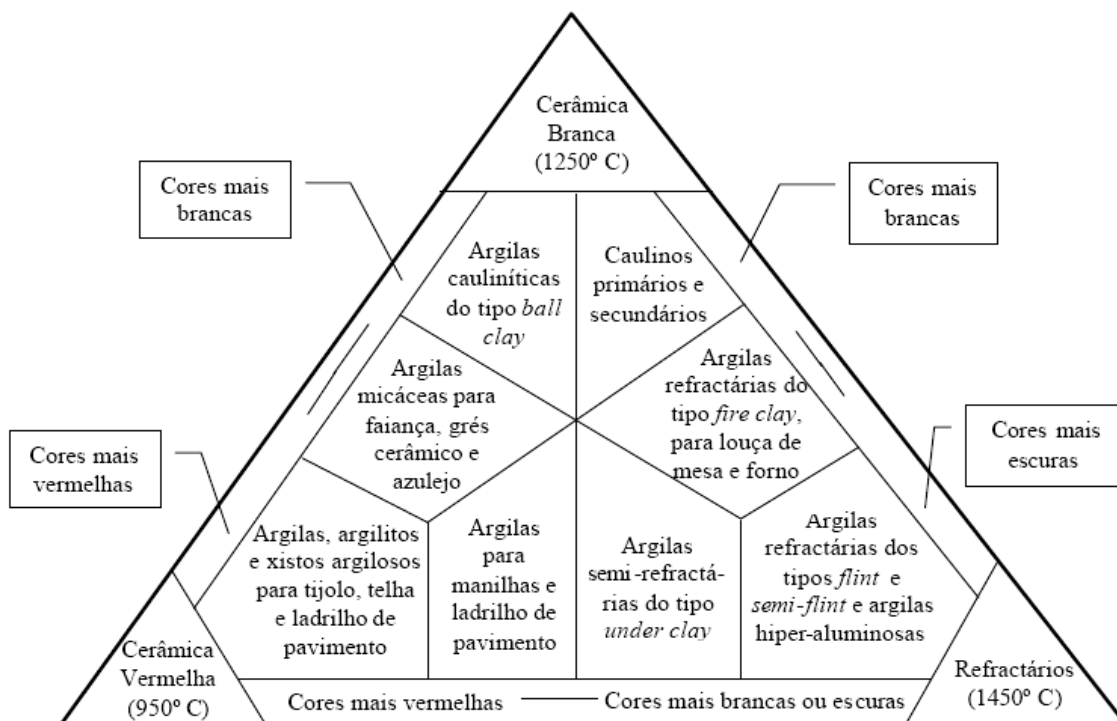 Cerâmica
Branca
(1250º C)
Cores mais
brancas
Cores mais
brancas
Argilas
cauliníticas
do tipo ball
clay
Caulinos
primários e
secundários
Argilas
micáceas para
faiança, grés
cerâmico e
azulejo
Argilas
refractárias do
tipo fire clay,
para louça de
mesa e forno
Cores mais
vermelhas
Cores mais
escuras
Argilas, argilitos
e xistos argilosos
para tijolo, telha
e ladrilho de
pavimento
Argilas
para
manilhas e
ladrilho de
pavimento
Argilas
semi-refractá-
rias do tipo
under clay
Argilas
refractárias dos
tipos flint e
semi-flint e argilas
hiper-aluminosas
Cerâmica
Vermelha
(950º C)
Cores mais vermelhas
Cores mais brancas ou escuras
Refractários
(1450º C)